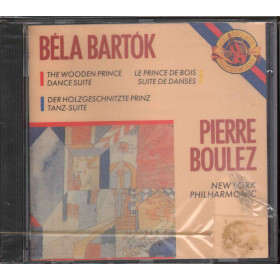 BÉLA BARTÓK
THE WOODEN PRINCE
DANCE SUITE
LE PRINCE DE BOIS
SUITE DE DANSES
DER HOLZGESCHNITZTE PRINZ
TANZ-SUITE
PIERRE
BOULEZ
NEW YORK
PHILHARMONIC